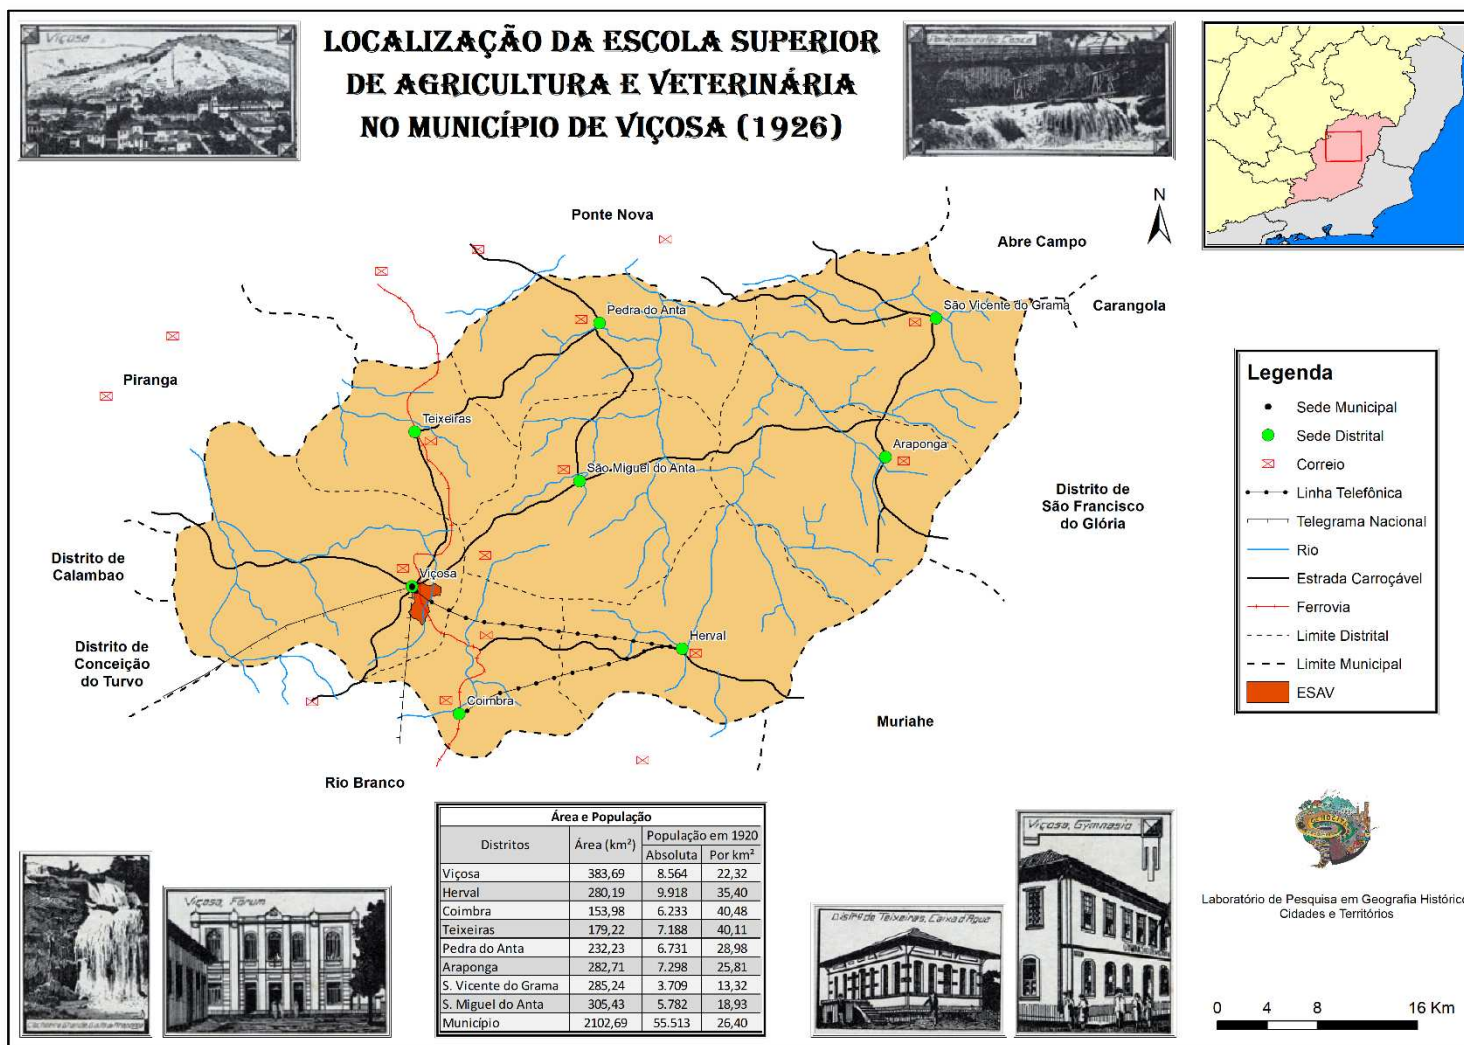 Viçosa
LOCALIZAÇÃO DA ESCOLA SUPERIOR
DE AGRICULTURA E VETERINÁRIA
NO MUNICÍPIO DE VIÇOSA (1926)
N
Ponte Nova
Abre Campo
Carangola
Piranga
Distrito de
Calambao
Distrito de
Conceição
do Turvo
Rio Branco
Muriahe
Distrito de
São Francisco
do Glória
Pedra do Anta
São Vicente do Grama
Teixeiras
São Miguel do Anta
Araponga
Viçosa
Herval
Coimbra
Legenda
Sede Municipal
Sede Distrital
Correio
Linha Telefônica
Telegrama Nacional
Rio
Estrada Carroçável
Ferrovia
Limite Distrital
Limite Municipal
ESAV
Área e População
Distritos Área (km²) População em 1920
Absoluta Por km²
Viçosa 383,69 8.564 22,32
Herval 280,19 9.918 35,40
Coimbra 153,98 6.233 40,48
Teixeiras 179,22 7.188 40,11
Pedra do Anta 232,23 6.731 28,98
Araponga 282,71 7.298 25,81
S. Vicente do Grama 285,24 3.709 13,32
S. Miguel do Anta 305,43 5.782 18,93
Município 2102,69 55.513 26,40
Viçosa, Forum
Viçosa, Gymnasio
Laboratório de Pesquisa em Geografia Histórica
Cidades e Territórios
0 4 8 16 Km